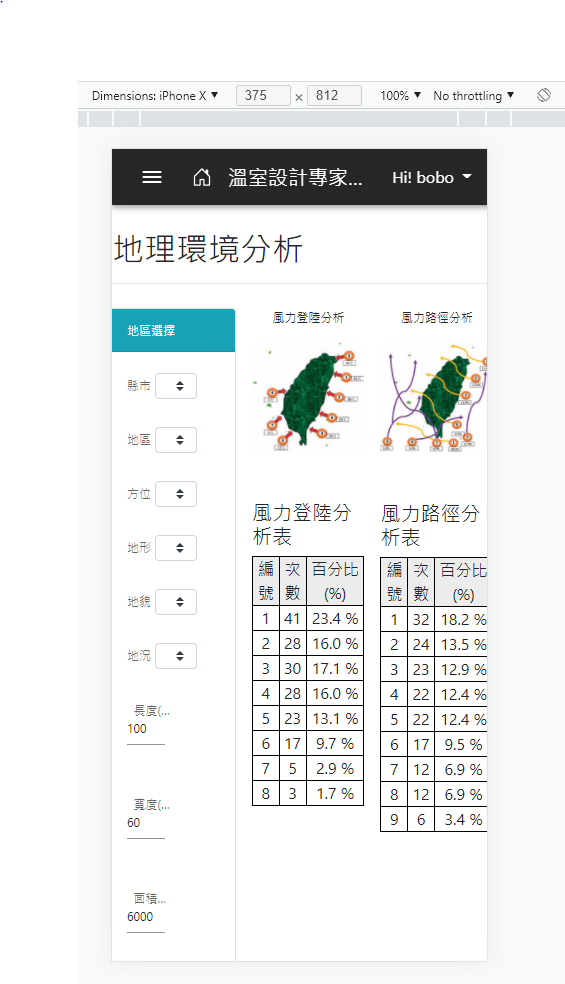 Dimensions: iPhone X ▼ 375 × 812 100% ▼ No throttling ▼
溫室設計專家... Hi! bobo
地理環境分析
地區選擇
縣市
地區
方位
地形
地貌
地況
長度(...
100
寬度(...
60
面積...
6000
風力登陸分析
風力登陸分
析表
編號 次數 百分比(%)
1 41 23.4 %
2 28 16.0 %
3 30 17.1 %
4 28 16.0 %
5 23 13.1 %
6 17 9.7 %
7 5 2.9 %
8 3 1.7 %
風力路徑分析
風力路徑分
析表
編號 次數 百分比(%)
1 32 18.2 %
2 24 13.5 %
3 23 12.9 %
4 22 12.4 %
5 22 12.4 %
6 17 9.5 %
7 12 6.9 %
8 12 6.9 %
9 6 3.4 %